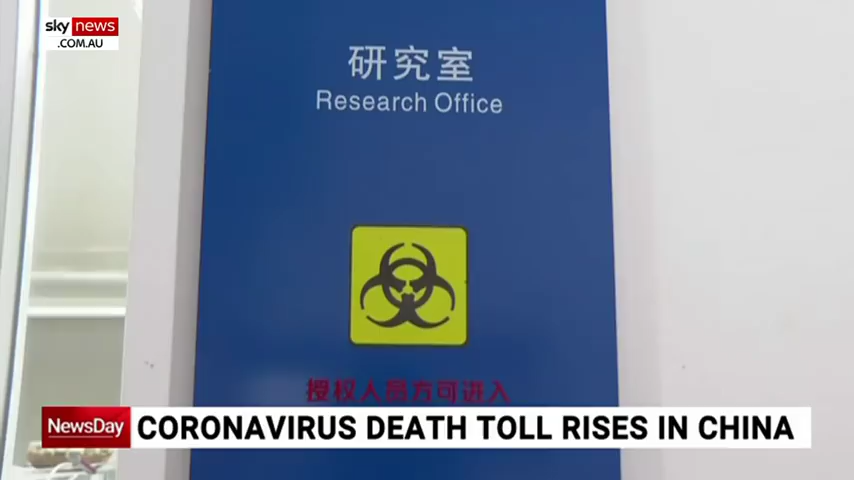 sky news
.COM.AU
研究室
Research Office
授权人员方可进入
NewsDay
CORONAVIRUS DEATH TOLL RISES IN CHINA